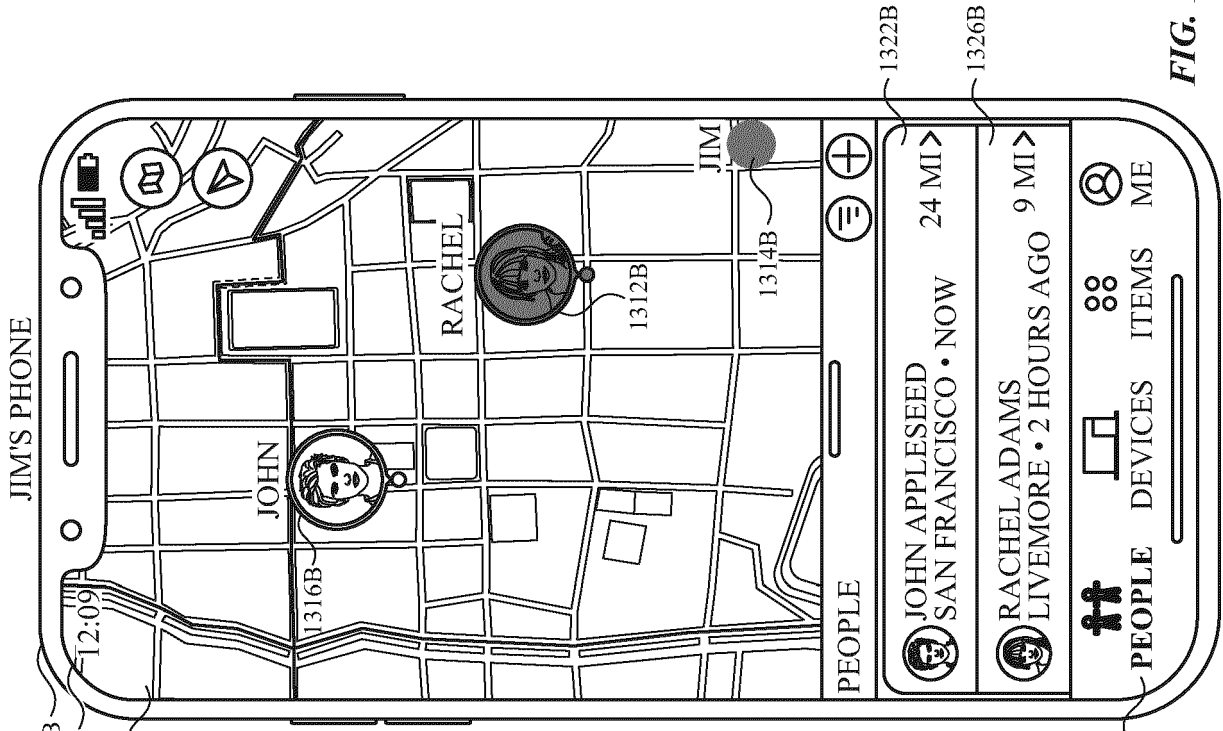 JIM'S PHONE
12:09
JOHN
1316B
RACHEL
1312B
JIM
1314B
PEOPLE
JOHN APPLESEED
SAN FRANCISCO • NOW
24 MI >
1322B
RACHEL ADAMS
LIVEMORE • 2 HOURS AGO
9 MI >
1326B
PEOPLE
DEVICES
ITEMS
ME
FIG.